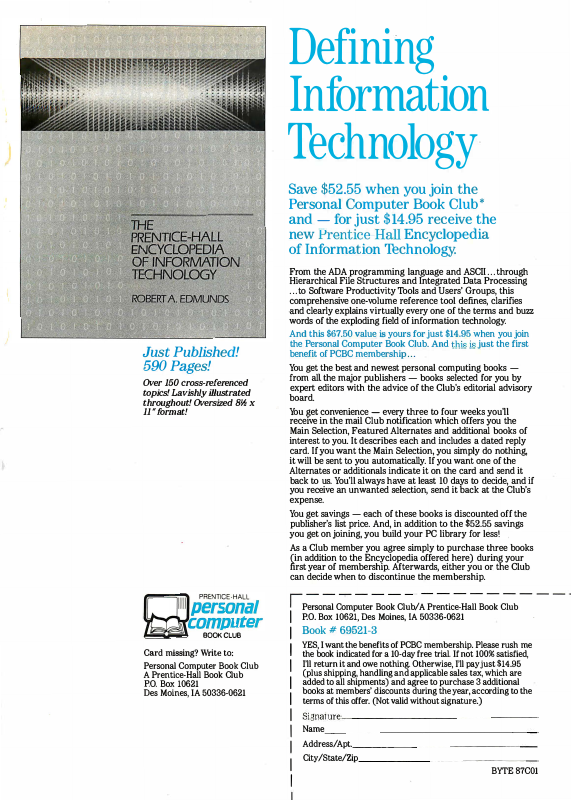 THE
PRENTICE-HALL
ENCYCLOPEDIA
OF INFORMATION
TECHNOLOGY
ROBERT A. EDMUNDS
Just Published!
590 Pages!
Over 150 cross-referenced
topics! Lavishly illustrated
throughout! Oversized 8½ x
11" format!
Defining
Information
Technology
Save $52.55 when you join the
Personal Computer Book Club*
and — for just $14.95 receive the
new Prentice Hall Encyclopedia
of Information Technology.
From the ADA programming language and ASCII...through
Hierarchical File Structures and Integrated Data Processing
...to Software Productivity Tools and Users' Groups, this
comprehensive one-volume reference tool defines, clarifies
and clearly explains virtually every one of the terms and buzz
words of the exploding field of information technology.
And this $67.50 value is yours for just $14.95 when you join
the Personal Computer Book Club. And this is just the first
benefit of PCBC membership...
You get the best and newest personal computing books —
from all the major publishers — books selected for you by
expert editors with the advice of the Club's editorial advisory
board.
You get convenience — every three to four weeks you'll
receive in the mail Club notification which offers you the
Main Selection, Featured Alternates and additional books of
interest to you. It describes each and includes a dated reply
card. If you want the Main Selection, you simply do nothing,
it will be sent to you automatically. If you want one of the
Alternates or additionals indicate it on the card and send it
back to us. You'll always have at least 10 days to decide, and if
you receive an unwanted selection, send it back at the Club's
expense.
You get savings — each of these books is discounted off the
publisher's list price. And, in addition to the $52.55 savings
you get on joining, you build your PC library for less!
As a Club member you agree simply to purchase three books
(in addition to the Encyclopedia offered here) during your
first year of membership. Afterwards, either you or the Club
can decide when to discontinue the membership.
PRENTICE-HALL
personal
computer
BOOK CLUB
Card missing? Write to:
Personal Computer Book Club
A Prentice-Hall Book Club
P.O. Box 10621
Des Moines, IA 50336-0621
Personal Computer Book Club/A Prentice-Hall Book Club
P.O. Box 10621, Des Moines, IA 50336-0621
Book # 69521-3
YES, I want the benefits of PCBC membership. Please rush me
the book indicated for a 10-day free trial. If not 100% satisfied,
I'll return it and owe nothing. Otherwise, I'll pay just $14.95
(plus shipping, handling and applicable sales tax, which are
added to all shipments) and agree to purchase 3 additional
books at members' discounts during the year, according to the
terms of this offer. (Not valid without signature.)
Signature
Name
Address/Apt.
City/State/Zip
BYTE 87C01